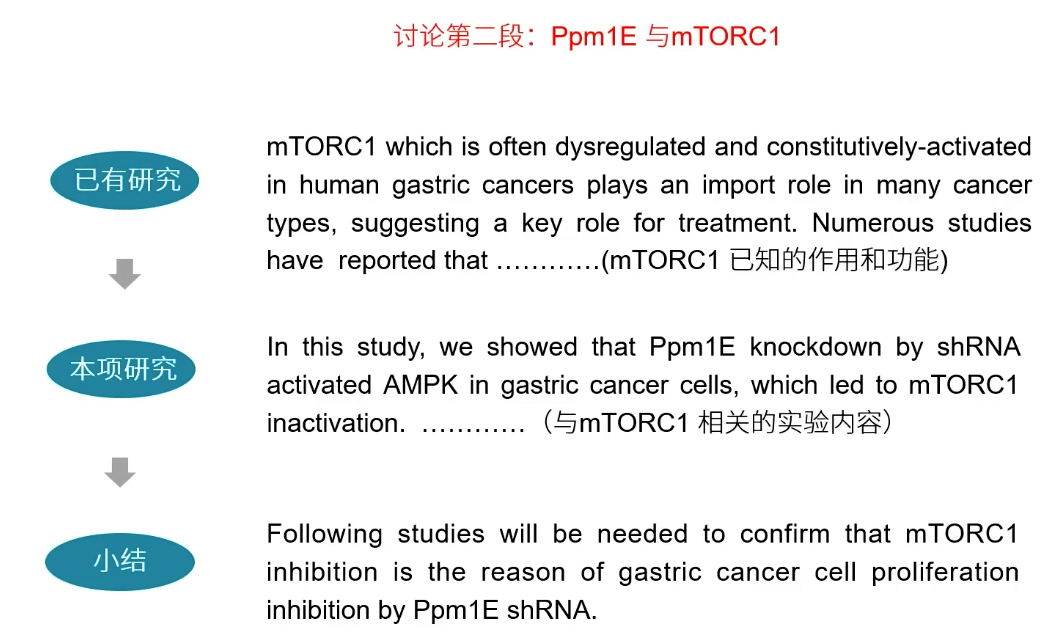 讨论第二段：Ppm1E 与mTORC1
已有研究
mTORC1 which is often dysregulated and constitutively-activated
in human gastric cancers plays an import role in many cancer
types, suggesting a key role for treatment. Numerous studies
have reported that …………(mTORC1 已知的作用和功能)
本项研究
In this study, we showed that Ppm1E knockdown by shRNA
activated AMPK in gastric cancer cells, which led to mTORC1
inactivation. …………（与mTORC1 相关的实验内容）
小结
Following studies will be needed to confirm that mTORC1
inhibition is the reason of gastric cancer cell proliferation
inhibition by Ppm1E shRNA.